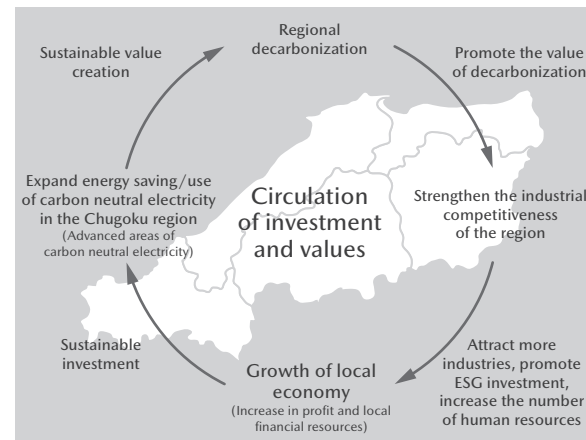 Regional
decarbonization
Sustainable value
creation
Promote the value
of decarbonization
Expand energy saving/use
of carbon neutral electricity
in the Chugoku region
(Advanced areas of
carbon neutral electricity)
Circulation
of investment
and values
Strengthen the industrial
competitiveness
of the region
Sustainable
investment
Growth of local
economy
(Increase in profit and local
financial resources)
Attract more
industries, promote
ESG investment,
increase the number
of human resources